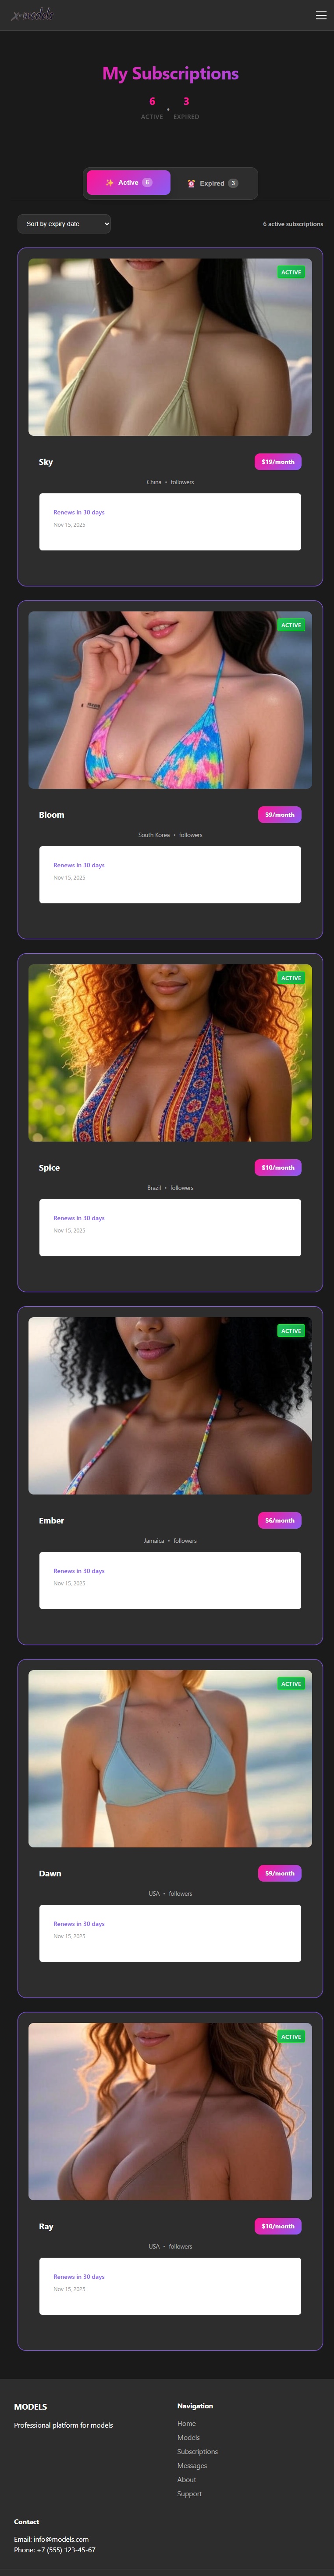 x-models
My Subscriptions
6
3
ACTIVE
•
EXPIRED
✨ Active 6
Expired 3
Sort by expiry date
6 active subscriptions
ACTIVE
Sky
$19/month
China • followers
Renews in 30 days
Nov 15, 2025
ACTIVE
Bloom
$9/month
South Korea • followers
Renews in 30 days
Nov 15, 2025
ACTIVE
Spice
$10/month
Brazil • followers
Renews in 30 days
Nov 15, 2025
ACTIVE
Ember
$6/month
Jamaica • followers
Renews in 30 days
Nov 15, 2025
ACTIVE
Dawn
$9/month
USA • followers
Renews in 30 days
Nov 15, 2025
ACTIVE
Ray
$10/month
USA • followers
Renews in 30 days
Nov 15, 2025
MODELS
Professional platform for models
Navigation
Home
Models
Subscriptions
Messages
About
Support
Contact
Email: info@models.com
Phone: +7 (555) 123-45-67